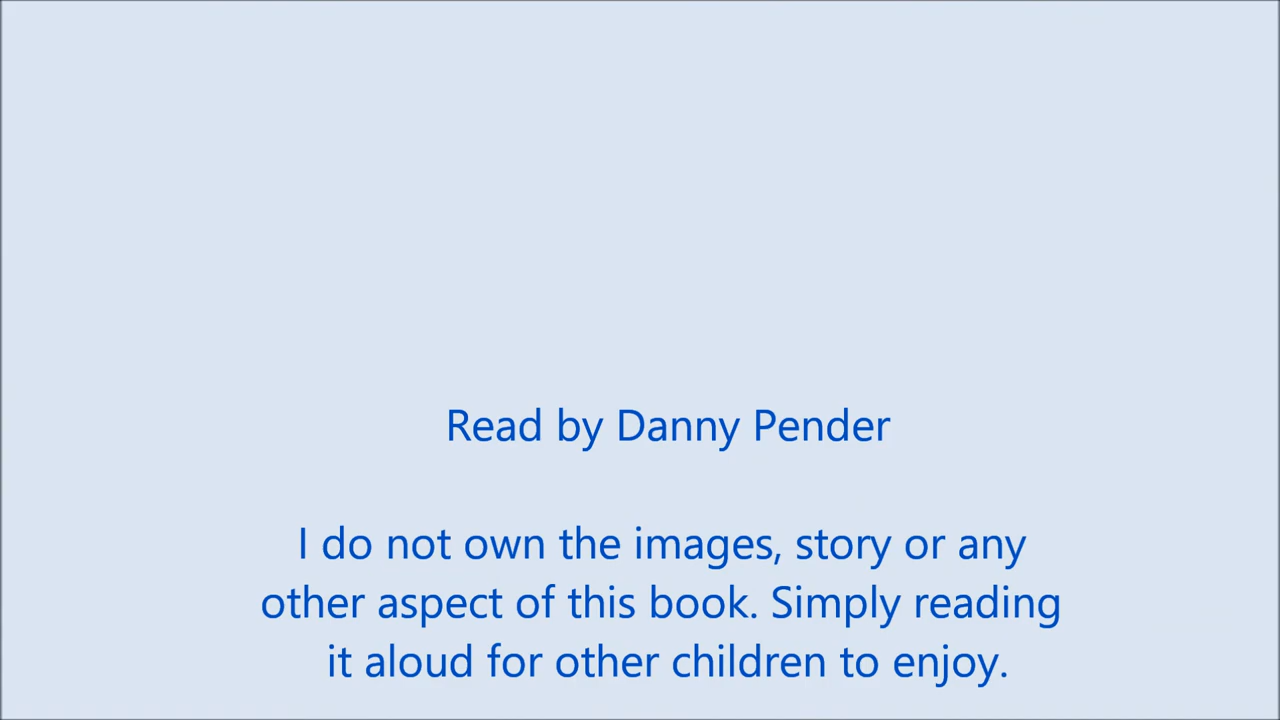 Read by Danny Pender
I do not own the images, story or any
other aspect of this book. Simply reading
it aloud for other children to enjoy.